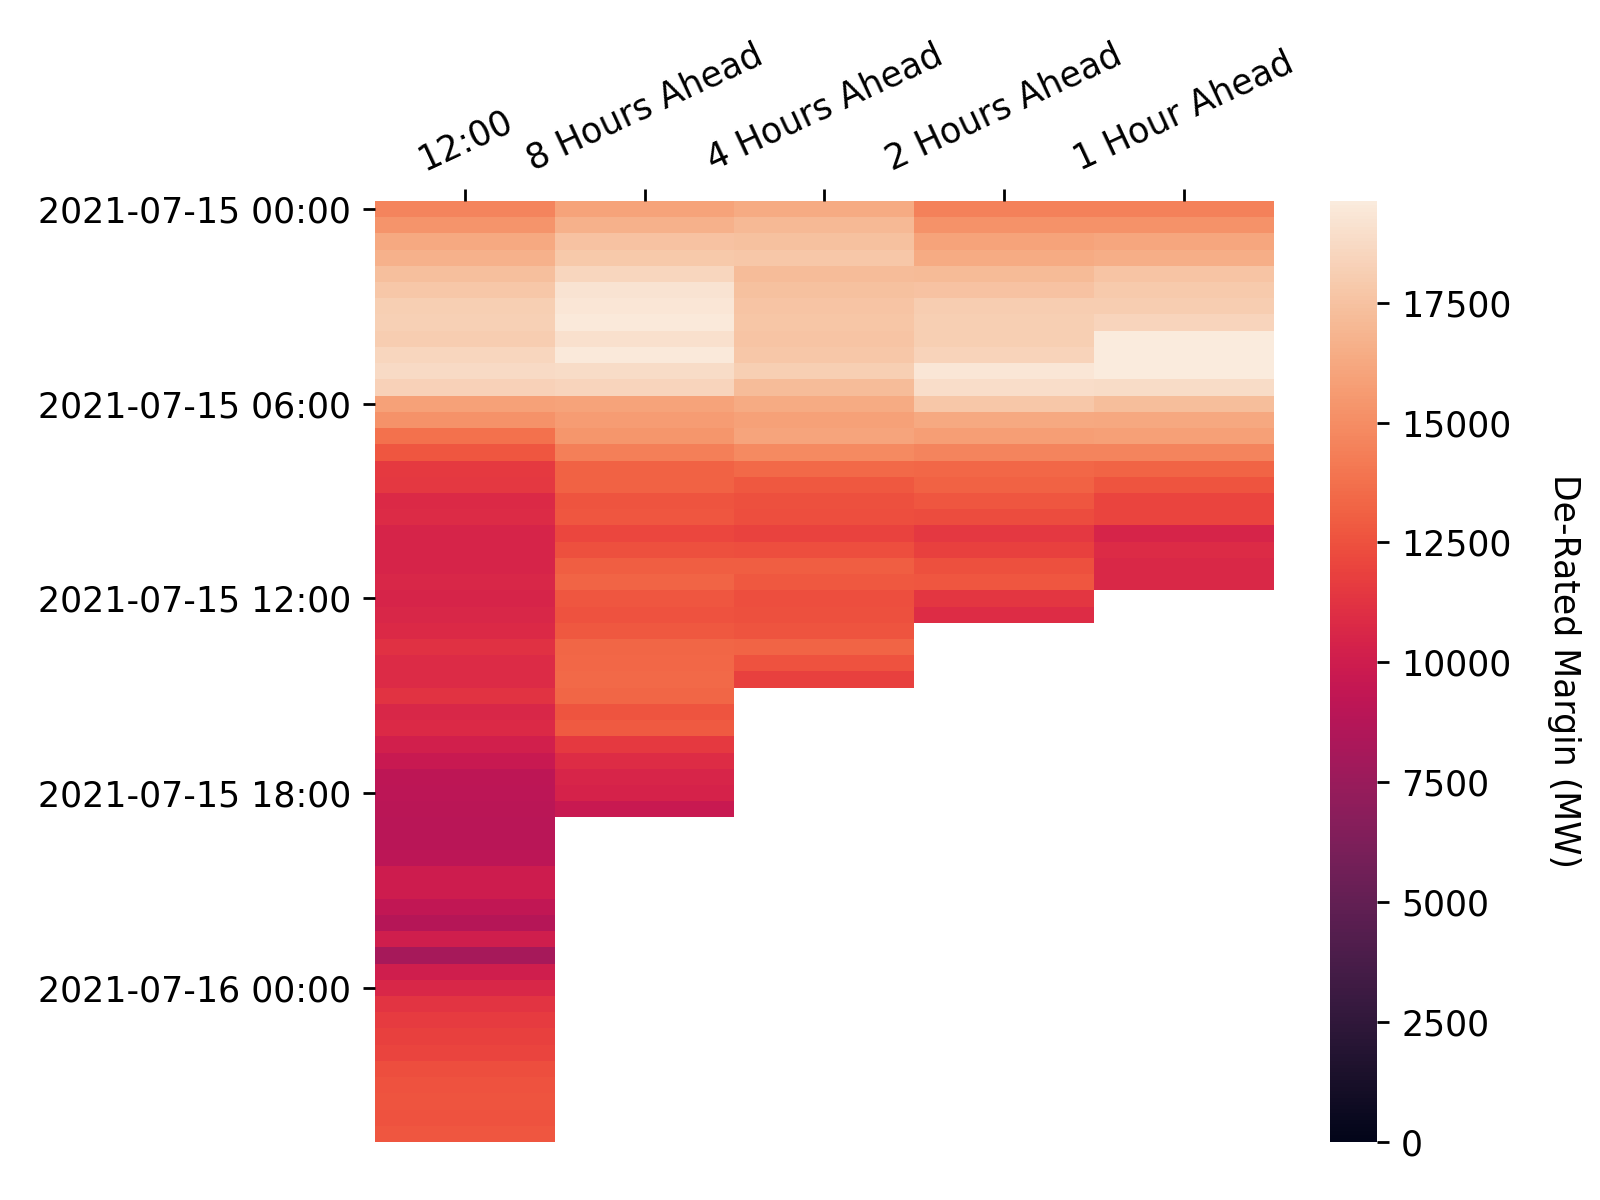 12:00
8 Hours Ahead
4 Hours Ahead
2 Hours Ahead
1 Hour Ahead
2021-07-15 00:00
2021-07-15 06:00
2021-07-15 12:00
2021-07-15 18:00
2021-07-16 00:00
17500
15000
12500
10000
7500
5000
2500
0
De-Rated Margin (MW)